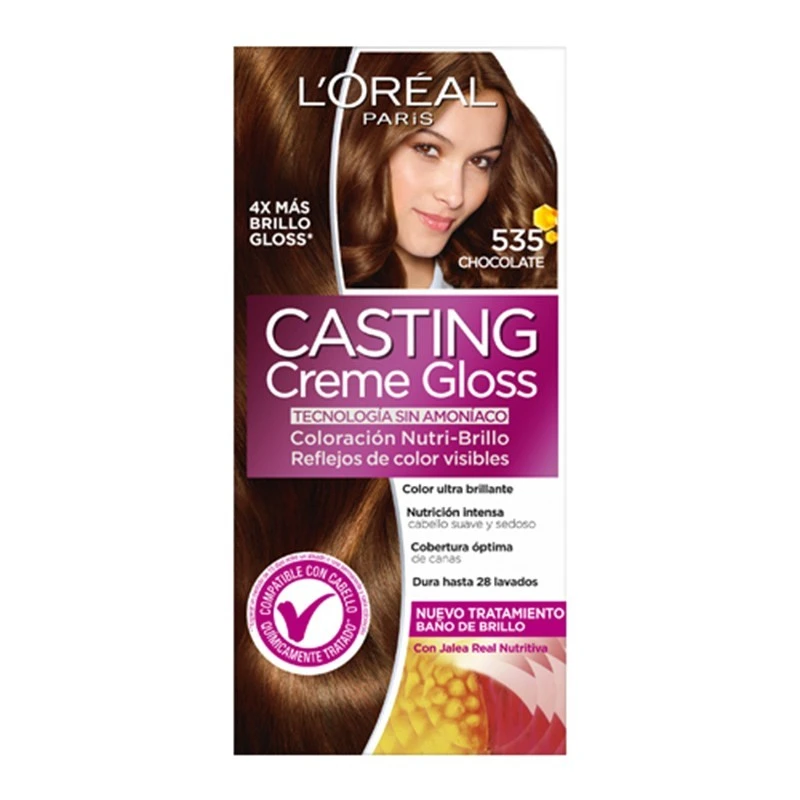 L'ORÉAL
PARIS
4X MÁS
BRILLO
GLOSS*
535
CHOCOLATE
CASTING
Creme Gloss
TECNOLOGÍA SIN AMONÍACO
Coloración Nutri-Brillo
Reflejos de color visibles
Color ultra brillante
Nutrición intensa
cabello suave y sedoso
Cobertura óptima
de canas
Dura hasta 28 lavados
COMPATIBLE CON CABELLO
QUÍMICAMENTE TRATADO**
NUEVO TRATAMIENTO
BAÑO DE BRILLO
Con Jalea Real Nutritiva